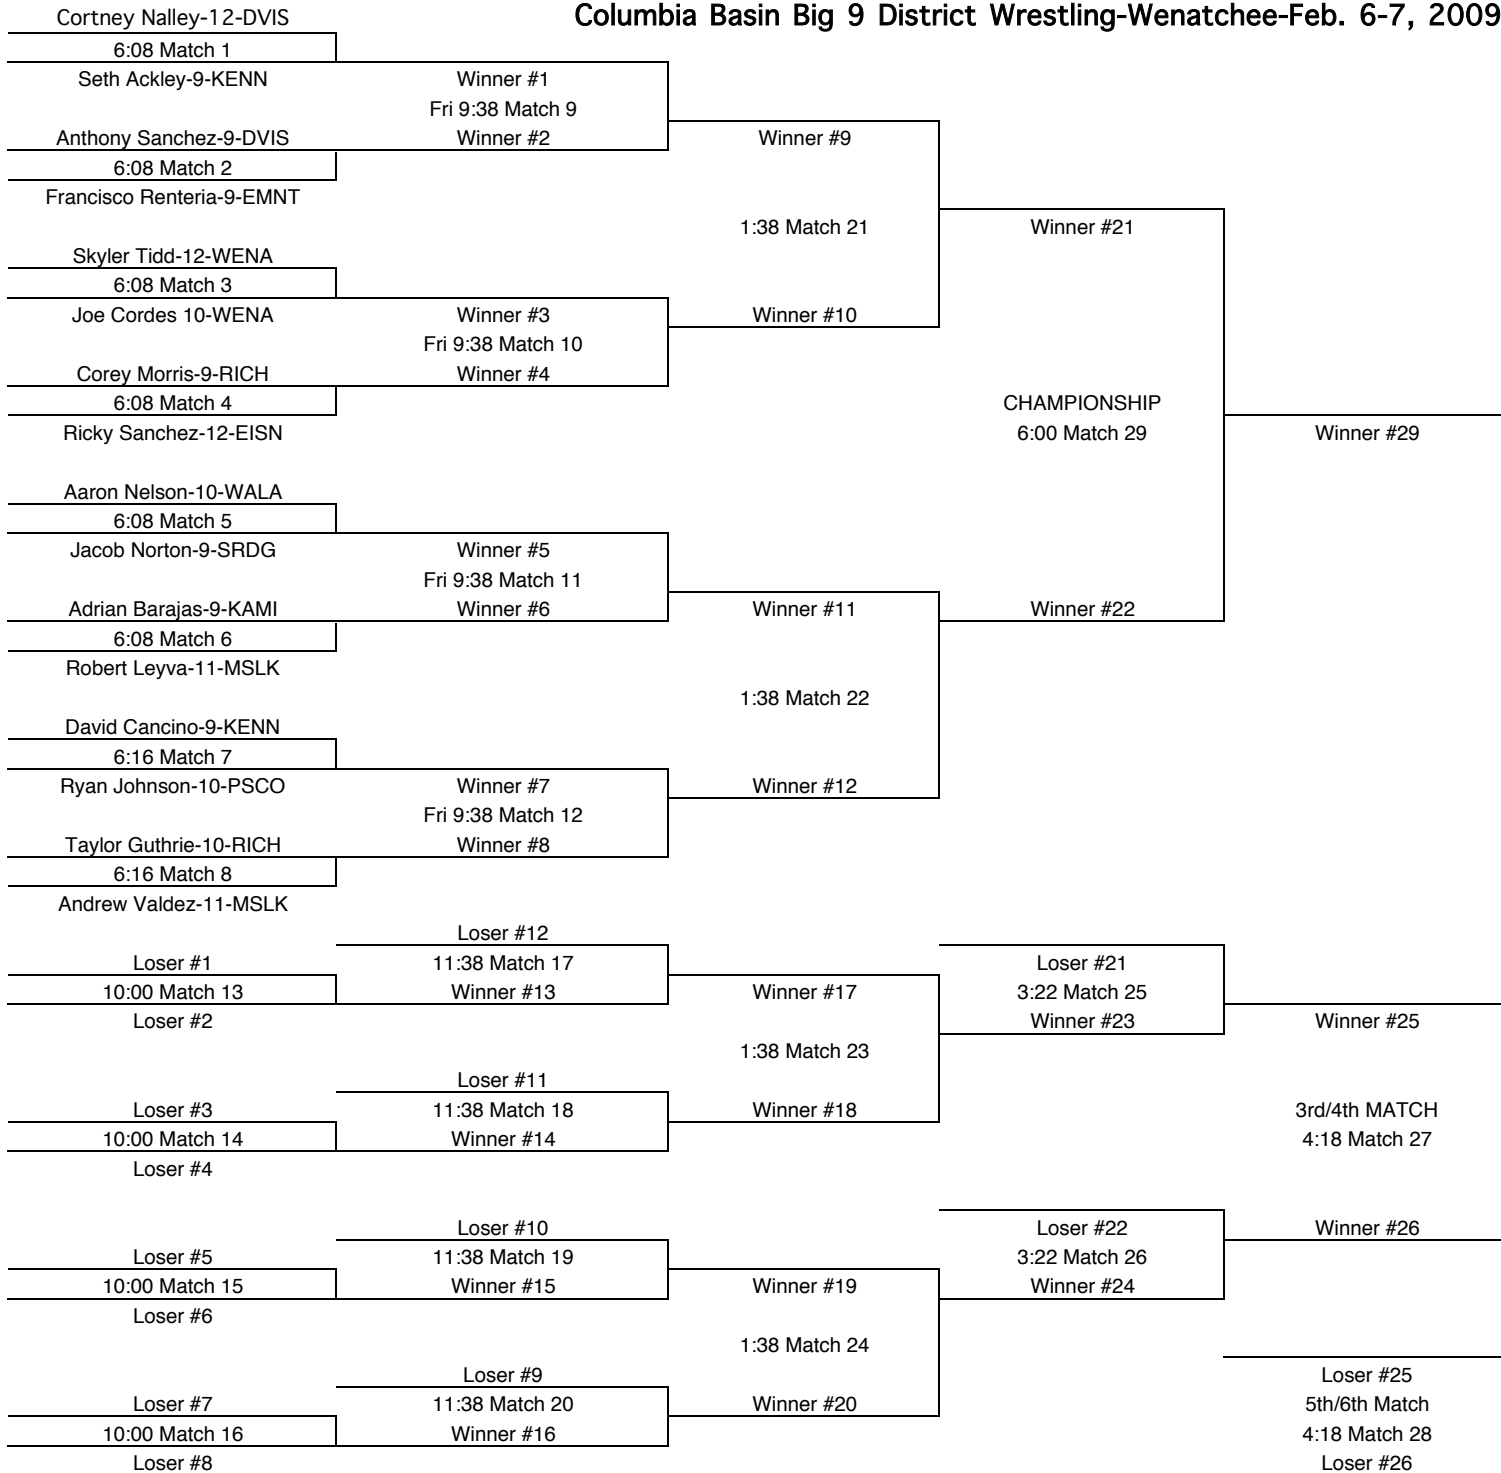 Columbia Basin Big 9 District Wrestling-Wenatchee-Feb. 6-7, 2009
Cortney Nalley-12-DVIS
6:08 Match 1
Seth Ackley-9-KENN
Winner #1
Fri 9:38 Match 9
Anthony Sanchez-9-DVIS
Winner #2
Winner #9
6:08 Match 2
Francisco Renteria-9-EMNT
1:38 Match 21
Winner #21
Skyler Tidd-12-WENA
6:08 Match 3
Joe Cordes 10-WENA
Winner #3
Winner #10
Fri 9:38 Match 10
Corey Morris-9-RICH
Winner #4
6:08 Match 4
CHAMPIONSHIP
Ricky Sanchez-12-EISN
6:00 Match 29
Winner #29
Aaron Nelson-10-WALA
6:08 Match 5
Jacob Norton-9-SRDG
Winner #5
Fri 9:38 Match 11
Adrian Barajas-9-KAMI
Winner #6
Winner #11
Winner #22
6:08 Match 6
Robert Leyva-11-MSLK
1:38 Match 22
David Cancino-9-KENN
6:16 Match 7
Ryan Johnson-10-PSCO
Winner #7
Winner #12
Fri 9:38 Match 12
Taylor Guthrie-10-RICH
Winner #8
6:16 Match 8
Andrew Valdez-11-MSLK
Loser #12
Loser #1
11:38 Match 17
Loser #21
10:00 Match 13
Winner #13
Winner #17
3:22 Match 25
Loser #2
Winner #23
Winner #25
1:38 Match 23
Loser #11
Loser #3
11:38 Match 18
Winner #18
3rd/4th MATCH
10:00 Match 14
Winner #14
4:18 Match 27
Loser #4
Loser #10
Loser #22
Winner #26
Loser #5
11:38 Match 19
3:22 Match 26
10:00 Match 15
Winner #15
Winner #19
Winner #24
Loser #6
1:38 Match 24
Loser #9
Loser #25
Loser #7
11:38 Match 20
Winner #20
5th/6th Match
10:00 Match 16
Winner #16
4:18 Match 28
Loser #8
Loser #26